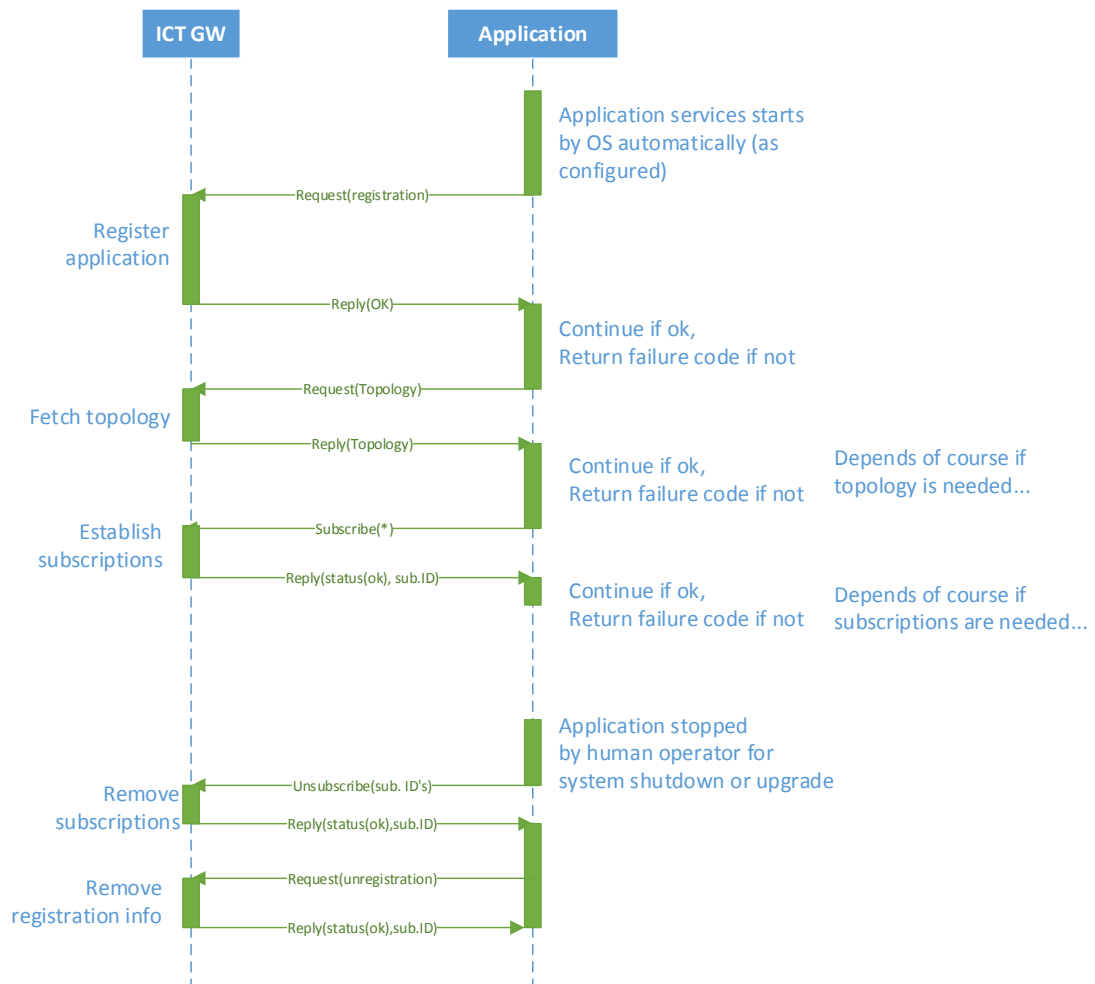 ICT GW
Application
Application services starts
by OS automatically (as
configured)
Request(registration)
Register
application
Reply(OK)
Continue if ok,
Return failure code if not
Request(Topology)
Fetch topology
Reply(Topology)
Continue if ok,
Return failure code if not
Depends of course if
topology is needed...
Subscribe(*)
Establish
subscriptions
Reply(status(ok), sub.ID)
Continue if ok,
Return failure code if not
Depends of course if
subscriptions are needed...
Application stopped
by human operator for
system shutdown or upgrade
Unsubscribe(sub. ID's)
Remove
subscriptions
Reply(status(ok),sub.ID)
Request(unregistration)
Remove
registration info
Reply(status(ok),sub.ID)